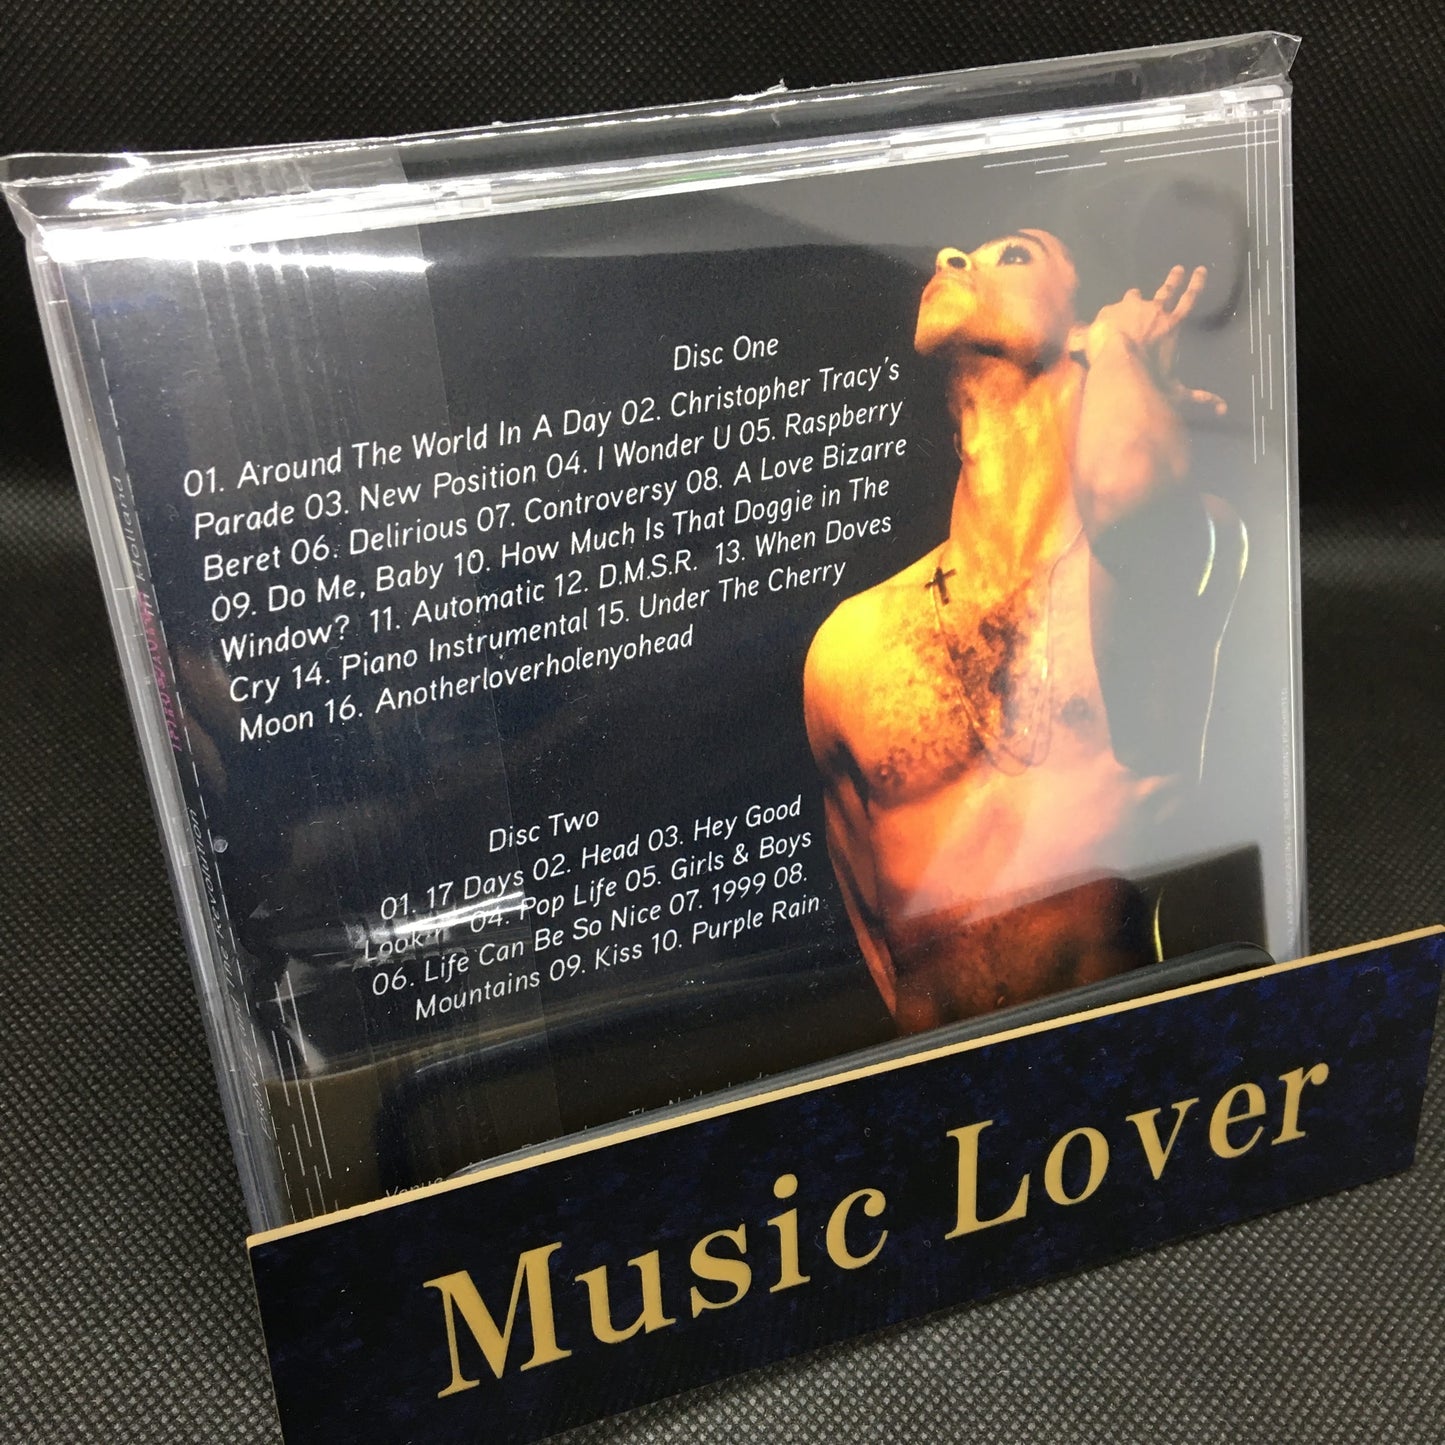 Disc One
01. Around The World In A Day 02. Christopher Tracy's
Parade 03. New Position 04. I Wonder U 05. Raspberry
Beret 06. Delirious 07. Controversy 08. A Love Bizarre
09. Do Me, Baby 10. How Much Is That Doggie in The
Window? 11. Automatic 12. D.M.S.R. 13. When Doves
Cry 14. Piano Instrumental 15. Under The Cherry
Moon 16. Anotherloverholenyohead
Disc Two
01. 17 Days 02. Head 03. Hey Good
Lookin' 04. Pop Life 05. Girls & Boys
06. Life Can Be So Nice 07. 1999 08.
Mountains 09. Kiss 10. Purple Rain
Venue
Holland
The Revolution
Music Lover